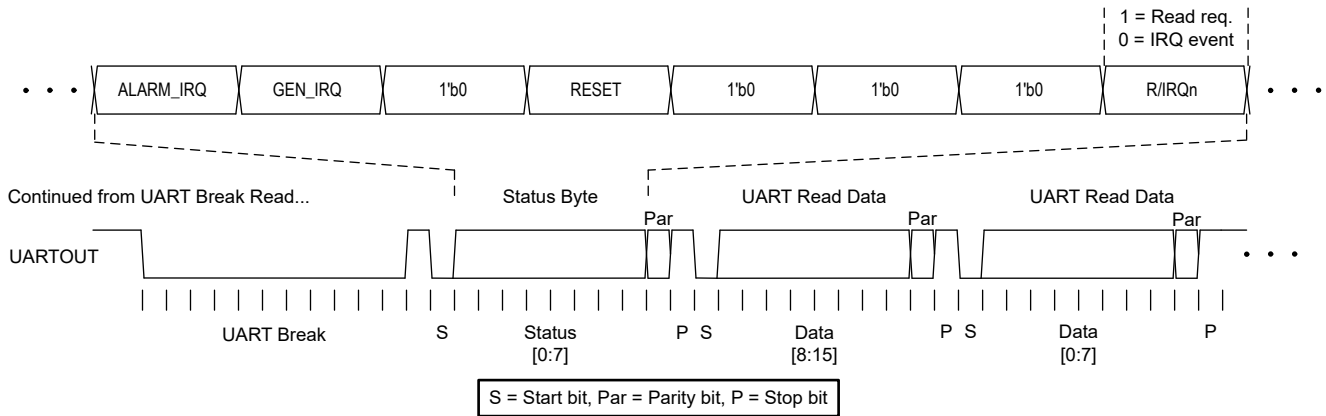 1 = Read req.
0 = IRQ event
• • • ALARM_IRQ GEN_IRQ 1'b0 RESET 1'b0 1'b0 1'b0 R/IRQn • • •
Continued from UART Break Read... Status Byte UART Read Data UART Read Data
Par Par Par
UARTOUT • • •
UART Break S Status P S Data P S Data P
[0:7] [8:15] [0:7]
S = Start bit, Par = Parity bit, P = Stop bit